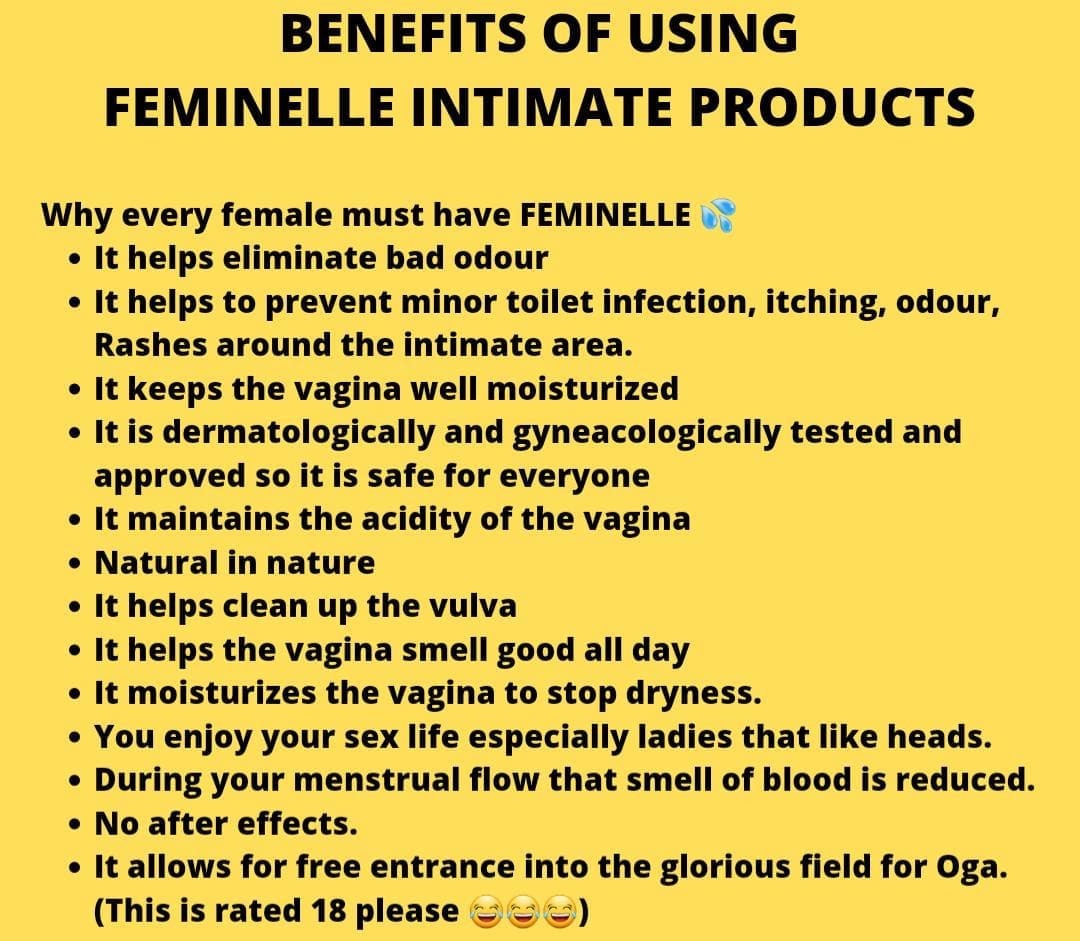 BENEFITS OF USING
FEMINELLE INTIMATE PRODUCTS
Why every female must have FEMINELLE 💦
• It helps eliminate bad odour
• It helps to prevent minor toilet infection, itching, odour,
Rashes around the intimate area.
• It keeps the vagina well moisturized
• It is dermatologically and gyneacologically tested and
approved so it is safe for everyone
• It maintains the acidity of the vagina
• Natural in nature
• It helps clean up the vulva
• It helps the vagina smell good all day
• It moisturizes the vagina to stop dryness.
• You enjoy your sex life especially ladies that like heads.
• During your menstrual flow that smell of blood is reduced.
• No after effects.
• It allows for free entrance into the glorious field for Oga.
(This is rated 18 please 😂😂😂)